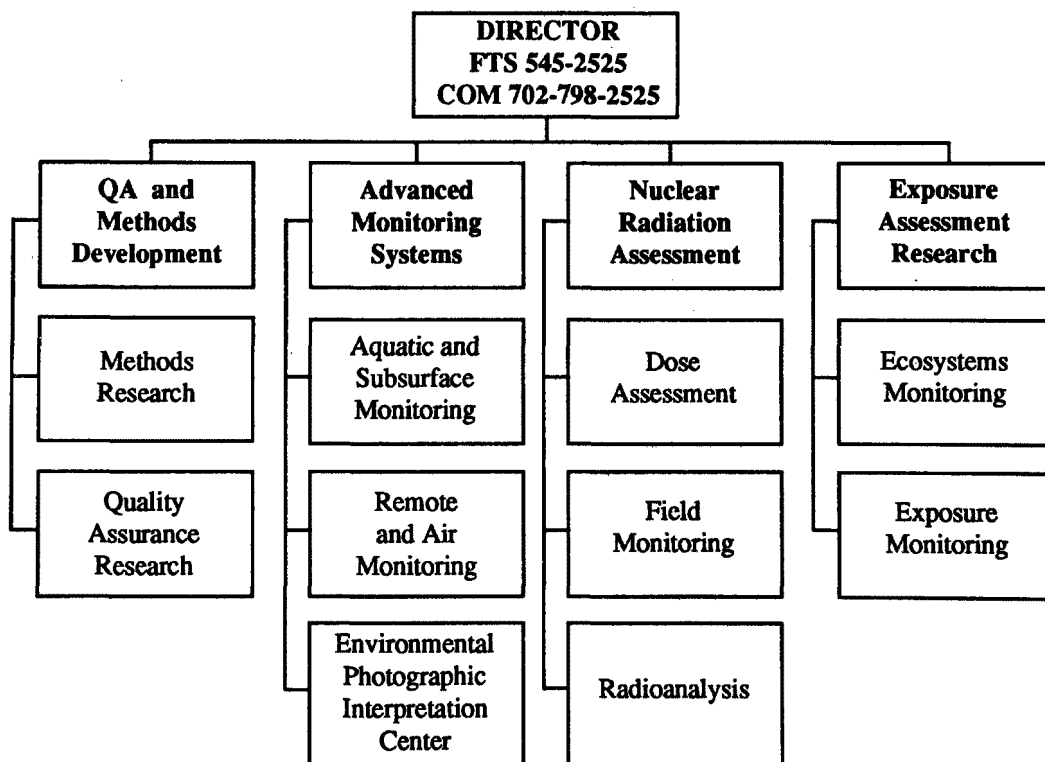 DIRECTOR
FTS 545-2525
COM 702-798-2525
QA and
Methods
Development
Advanced
Monitoring
Systems
Nuclear
Radiation
Assessment
Exposure
Assessment
Research
Methods
Research
Aquatic and
Subsurface
Monitoring
Dose
Assessment
Ecosystems
Monitoring
Quality
Assurance
Research
Remote
and Air
Monitoring
Field
Monitoring
Exposure
Monitoring
Environmental
Photographic
Interpretation
Center
Radioanalysis